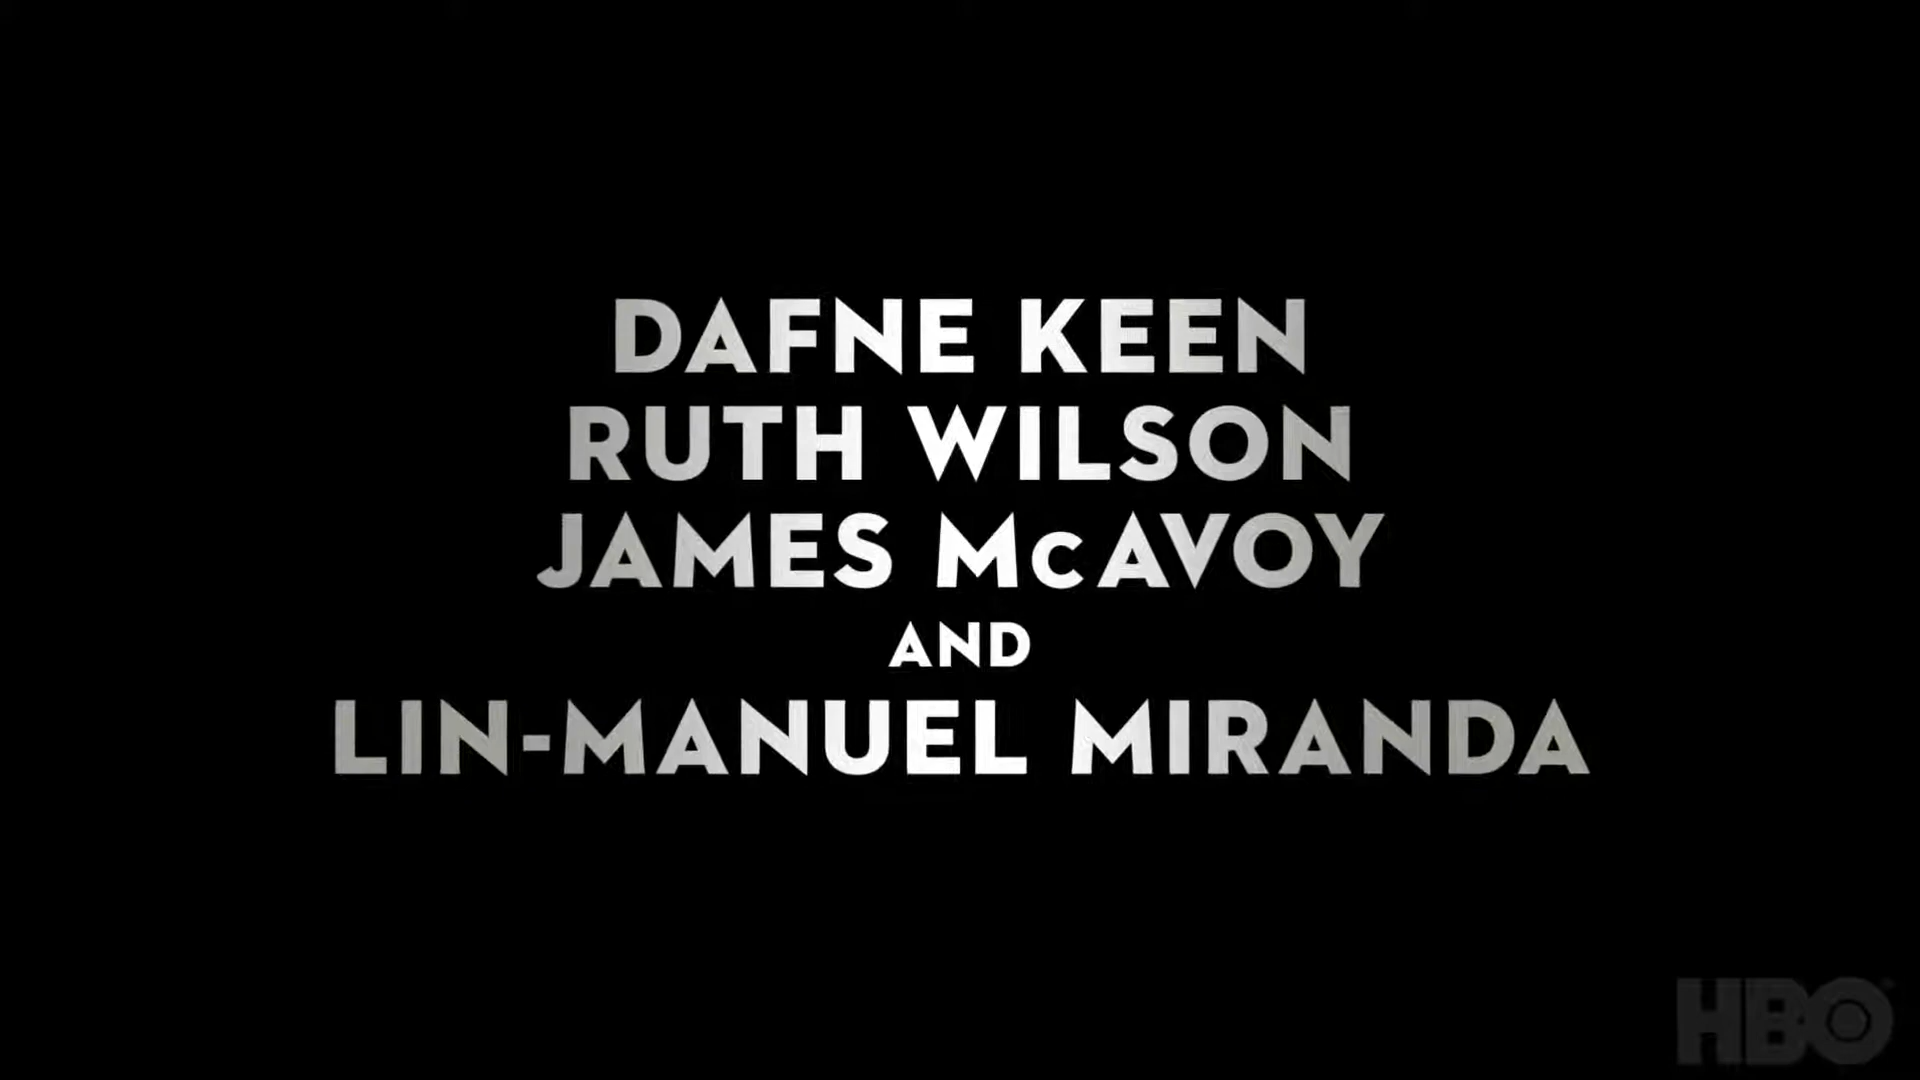 DAFNE KEEN
RUTH WILSON
JAMES McAVOY
AND
LIN-MANUEL MIRANDA
HBO